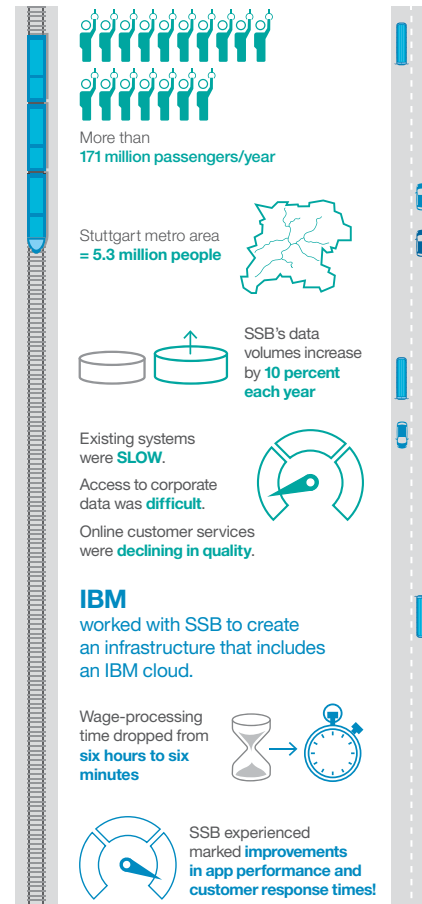 More than
171 million passengers/year
Stuttgart metro area
= 5.3 million people
SSB's data
volumes increase
by 10 percent
each year
Existing systems
were SLOW.
Access to corporate
data was difficult.
Online customer services
were declining in quality.
IBM
worked with SSB to create
an infrastructure that includes
an IBM cloud.
Wage-processing
time dropped from
six hours to six
minutes
SSB experienced
marked improvements
in app performance and
customer response times!